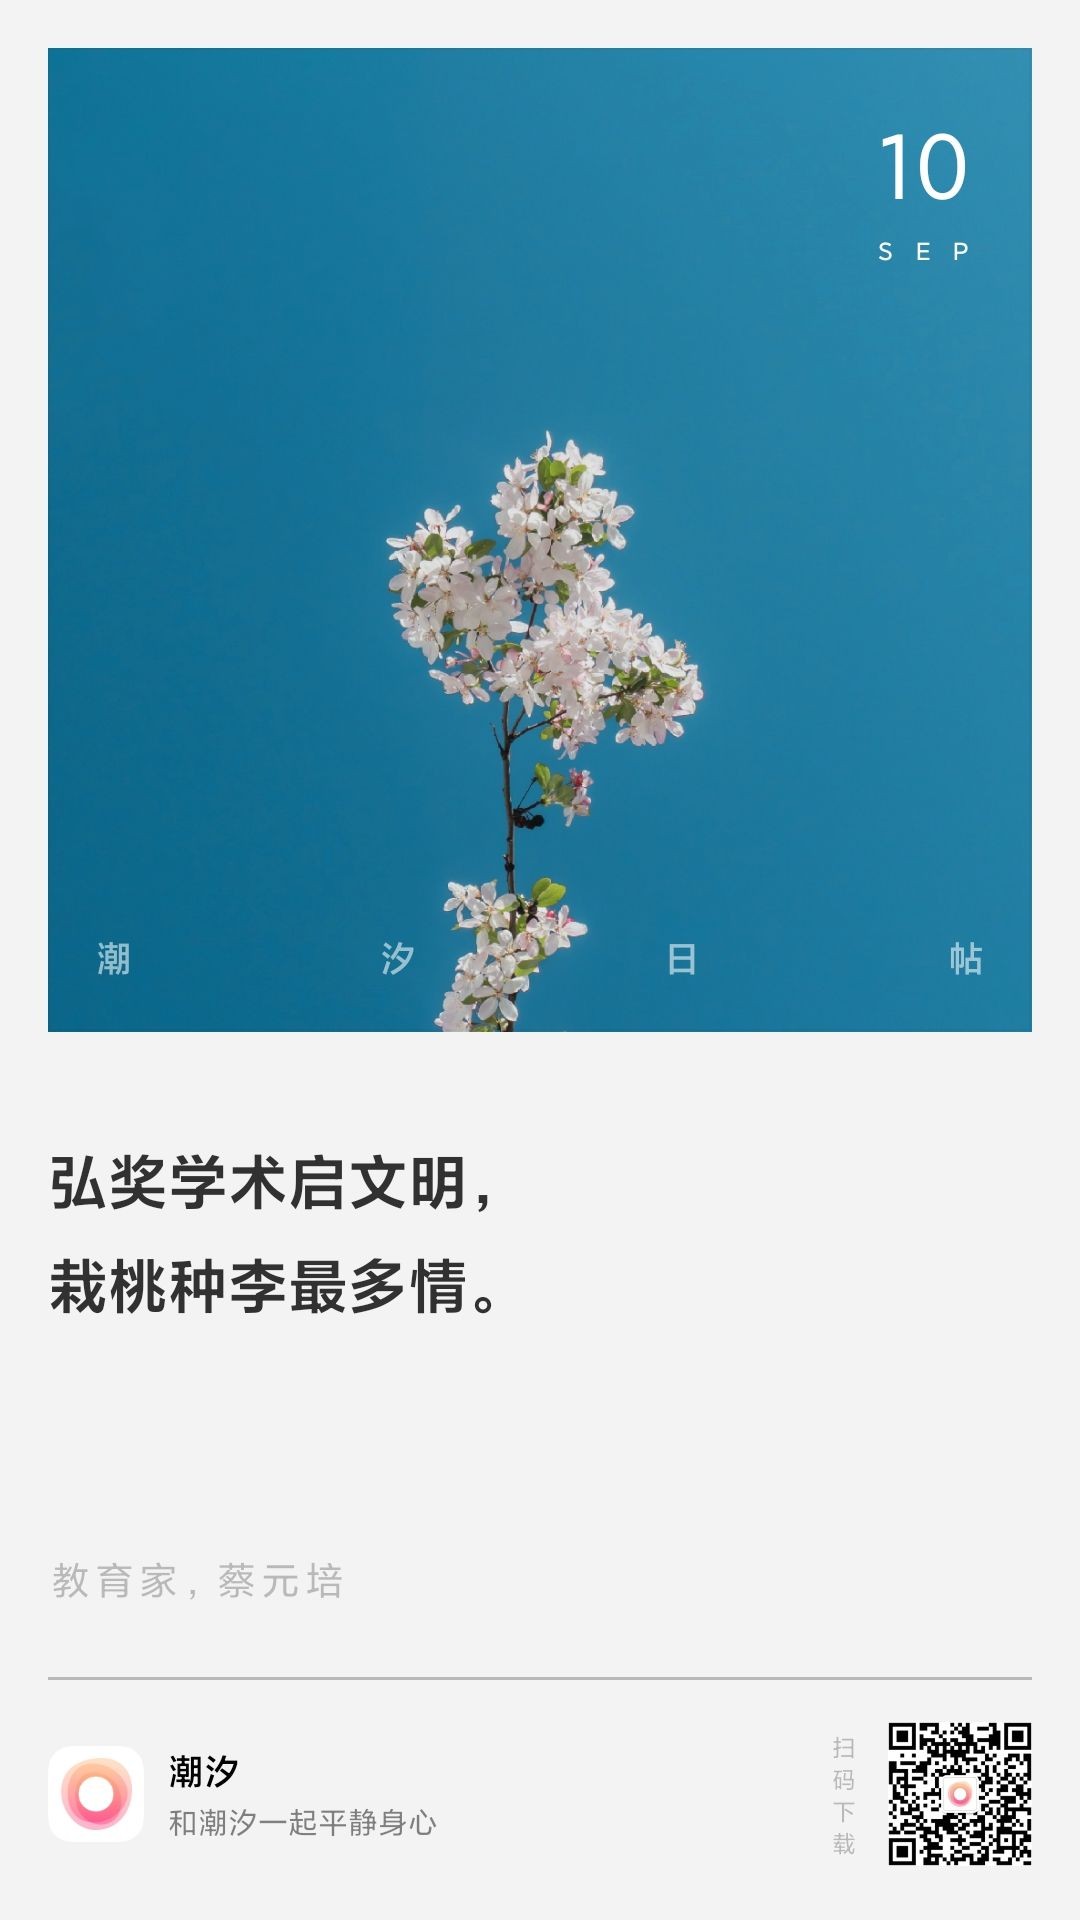 10
SEP
潮汐日帖
弘奖学术启文明，
栽桃种李最多情。
教育家，蔡元培
潮汐
和潮汐一起平静身心
扫码下载